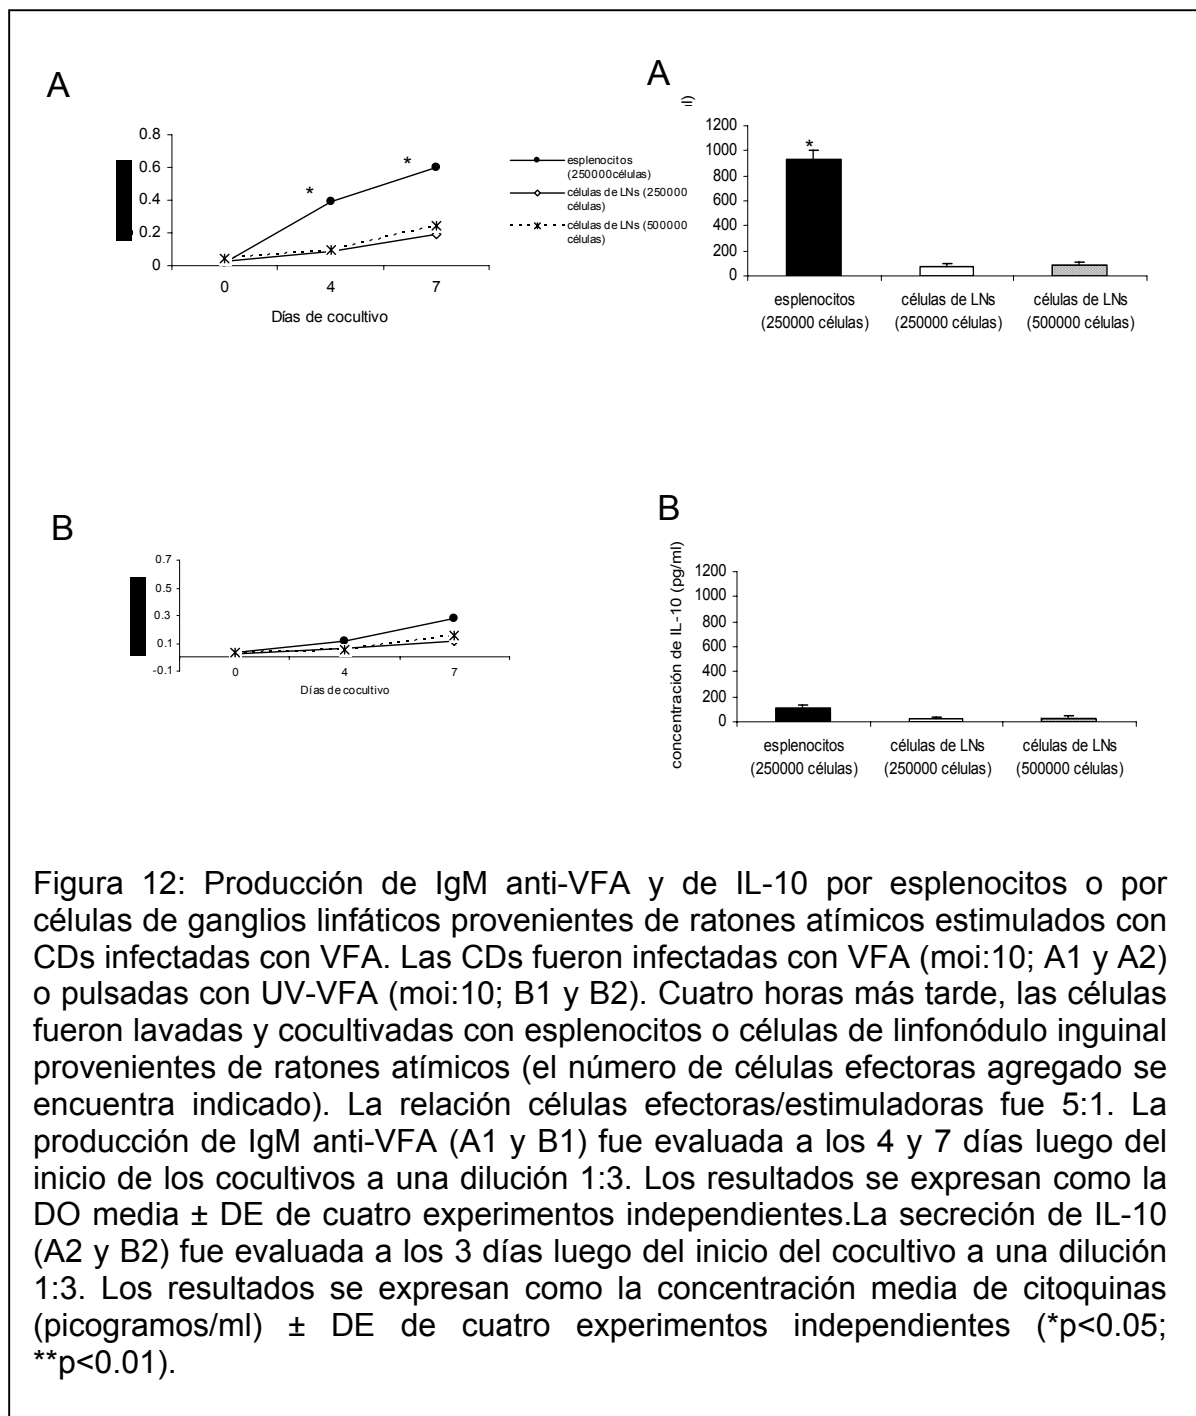 A
0.8
0.6
0.4
0.2
0
*
*
0
4
7
Días de cocultivo
esplenocitos
(250000células)
células de LNs (250000
células)
células de LNs (500000
células)
A
1200
1000
800
600
400
200
0
*
esplenocitos
(250000 células)
células de LNs
(250000 células)
células de LNs
(500000 células)
B
0.7
0.5
0.3
0.1
-0.1
0
4
7
Días de cocultivo
B
concentración de IL-10 (pg/ml)
1200
1000
800
600
400
200
0
esplenocitos
(250000 células)
células de LNs
(250000 células)
células de LNs
(500000 células)
Figura 12: Producción de IgM anti-VFA y de IL-10 por esplenocitos o por
células de ganglios linfáticos provenientes de ratones atímicos estimulados con
CDs infectadas con VFA. Las CDs fueron infectadas con VFA (moi:10; A1 y A2)
o pulsadas con UV-VFA (moi:10; B1 y B2). Cuatro horas más tarde, las células
fueron lavadas y cocultivadas con esplenocitos o células de linfonódulo inguinal
provenientes de ratones atímicos (el número de células efectoras agregado se
encuentra indicado). La relación células efectoras/estimuladoras fue 5:1. La
producción de IgM anti-VFA (A1 y B1) fue evaluada a los 4 y 7 días luego del
inicio de los cocultivos a una dilución 1:3. Los resultados se expresan como la
DO media ± DE de cuatro experimentos independientes.La secreción de IL-10
(A2 y B2) fue evaluada a los 3 días luego del inicio del cocultivo a una dilución
1:3. Los resultados se expresan como la concentración media de citoquinas
(picogramos/ml) ± DE de cuatro experimentos independientes (*p<0.05;
**p<0.01).